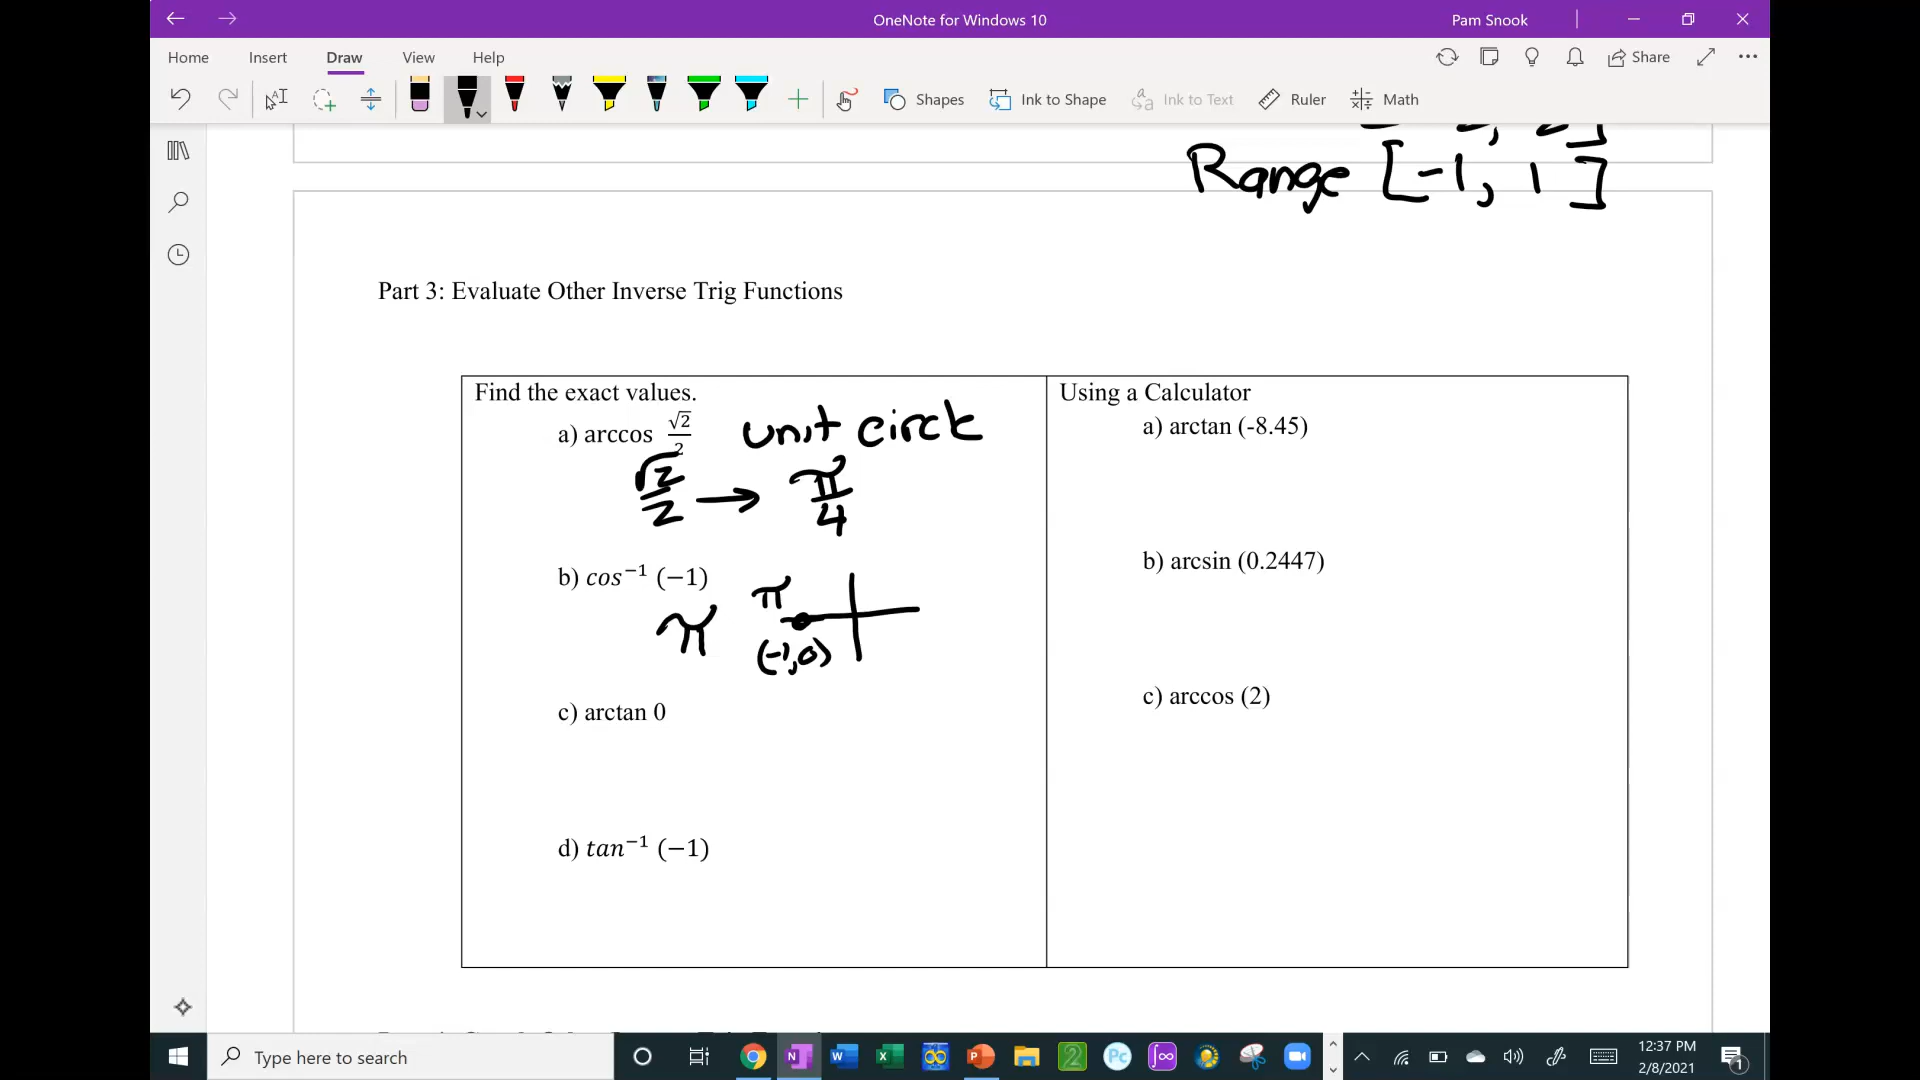 OneNote for Windows 10
Pam Snook
Home Insert Draw View Help
Share
Shapes Ink to Shape Ink to Text Ruler Math
Range [-1, 1]
Part 3: Evaluate Other Inverse Trig Functions
Find the exact values.
a) arccos √2/2 unit circle
√2/2 → π/4
b) cos⁻¹ (−1)
π
π
(-1,0)
c) arctan 0
d) tan⁻¹ (−1)
Using a Calculator
a) arctan (-8.45)
b) arcsin (0.2447)
c) arccos (2)
Type here to search
12:37 PM
2/8/2021